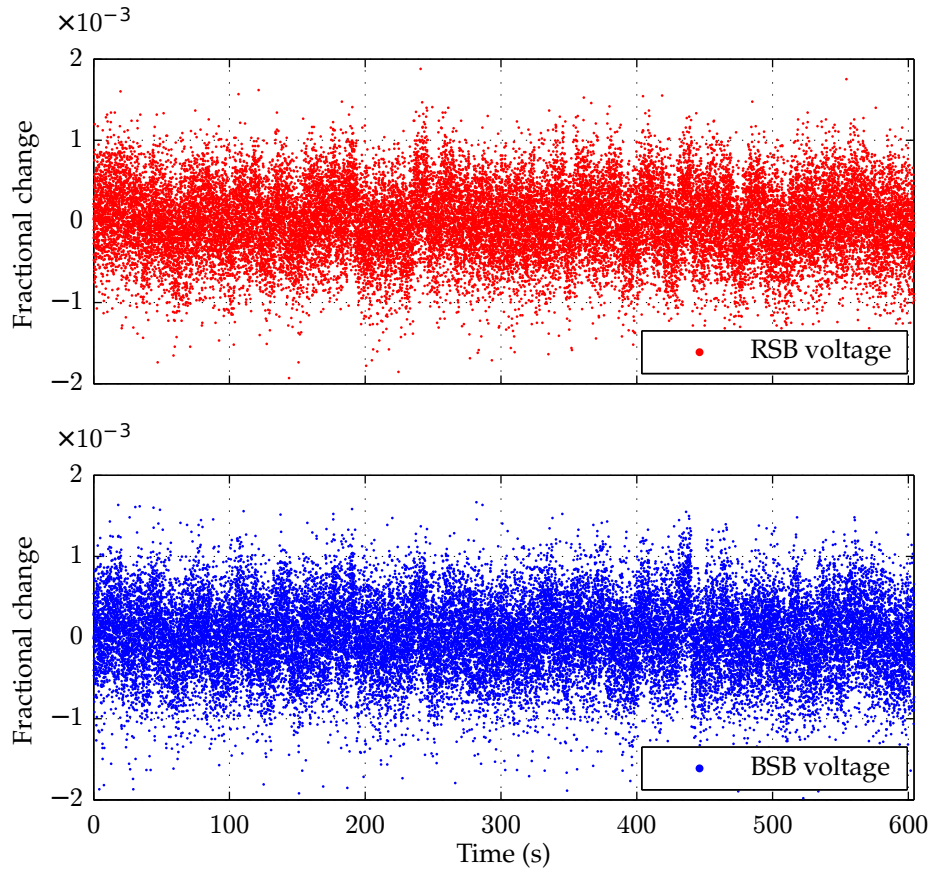 ×10⁻³
2
1
0
−1
−2
Fractional change
RSB voltage
×10⁻³
2
1
0
−1
−2
Fractional change
BSB voltage
0 100 200 300 400 500 600
Time (s)